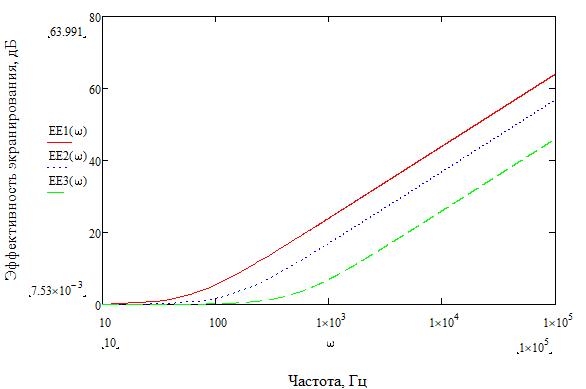 80
63.991
60
EE1(ω)
EE2(ω)
EE3(ω)
40
20
7.53×10⁻³
0
10 100 1×10³ 1×10⁴ 1×10⁵
10 ω 1×10⁵
Эффективность экранирования, дБ
Частота, Гц